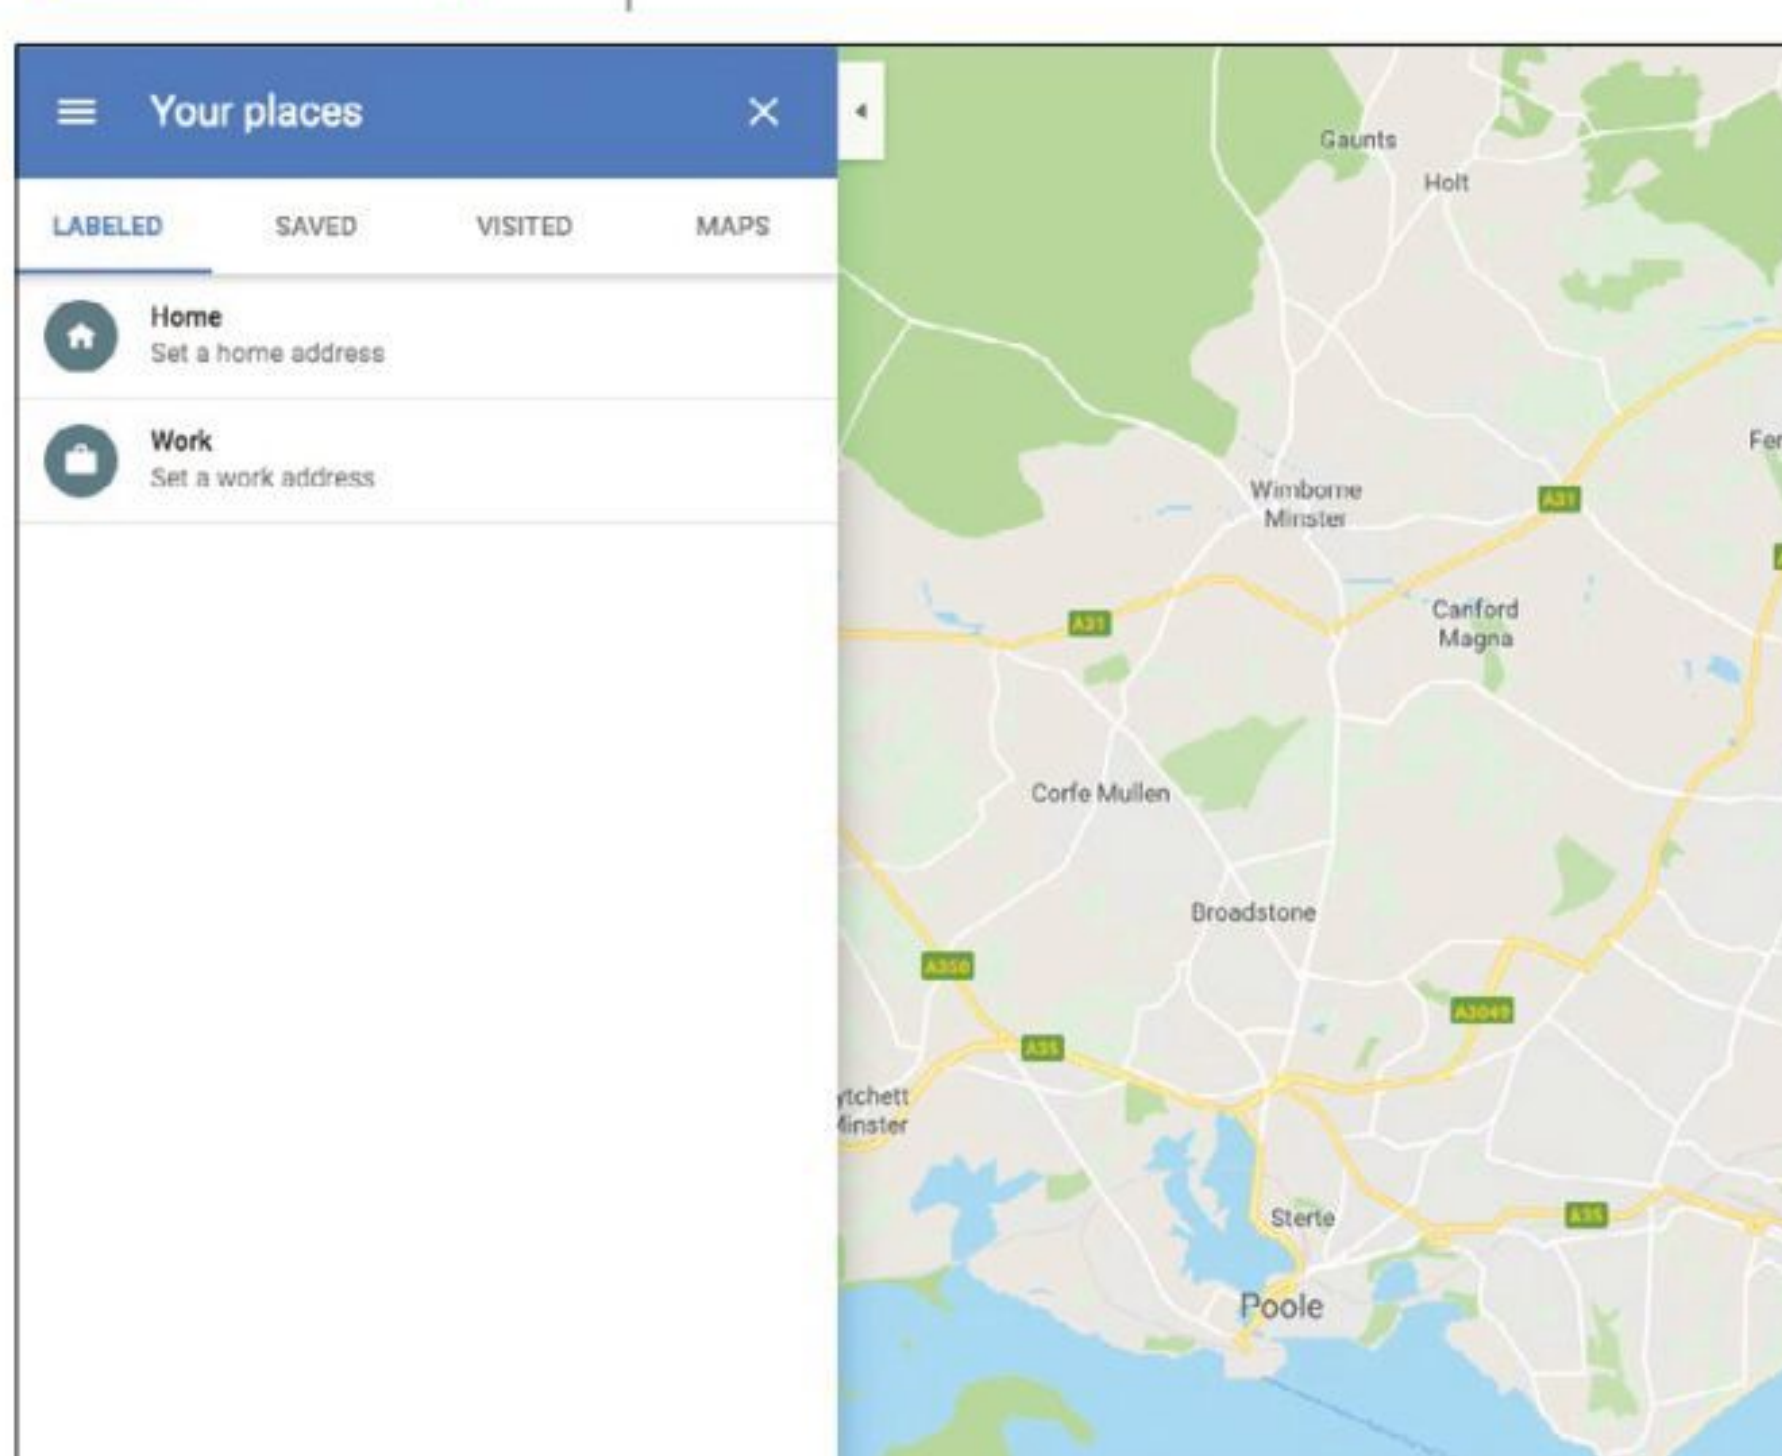 Your places
LABELED SAVED VISITED MAPS
Home
Set a home address
Work
Set a work address
Gaunts
Holt
Wimborne
Minster
A31
A31
Canford
Magna
Corfe Mullen
Broadstone
A350
A3049
A35
Sterte
A35
Poole